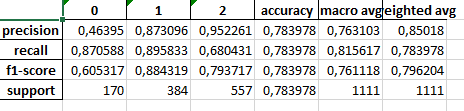 0 1 2 accuracy macro avg eighted avg
precision 0,46395 0,873096 0,952261 0,783978 0,763103 0,85018
recall 0,870588 0,895833 0,680431 0,783978 0,815617 0,783978
f1-score 0,605317 0,884319 0,793717 0,783978 0,761118 0,796204
support 170 384 557 0,783978 1111 1111